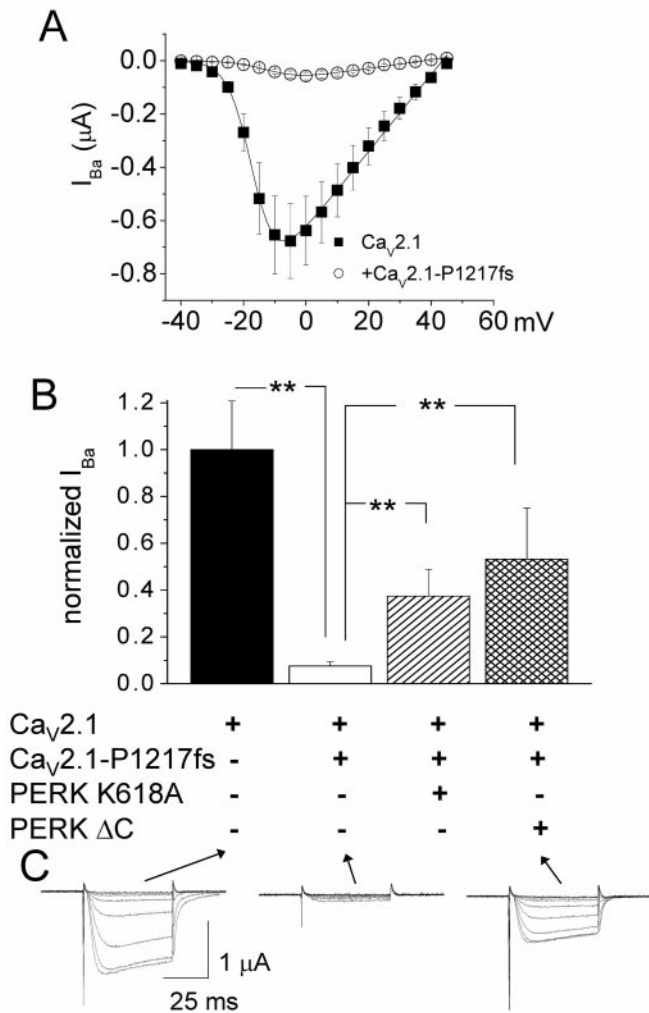 A
0.0
-0.2
-0.4
-0.6
-0.8
I_Ba (μA)
Ca_V2.1
+Ca_V2.1-P1217fs
-40 -20 0 20 40 60 mV
B
** **
**
1.2
1.0
0.8
0.6
0.4
0.2
0.0
normalized I_Ba
Ca_V2.1 + + + +
Ca_V2.1-P1217fs - + + +
PERK K618A - - + -
PERK ΔC - - - +
C
1 μA
25 ms